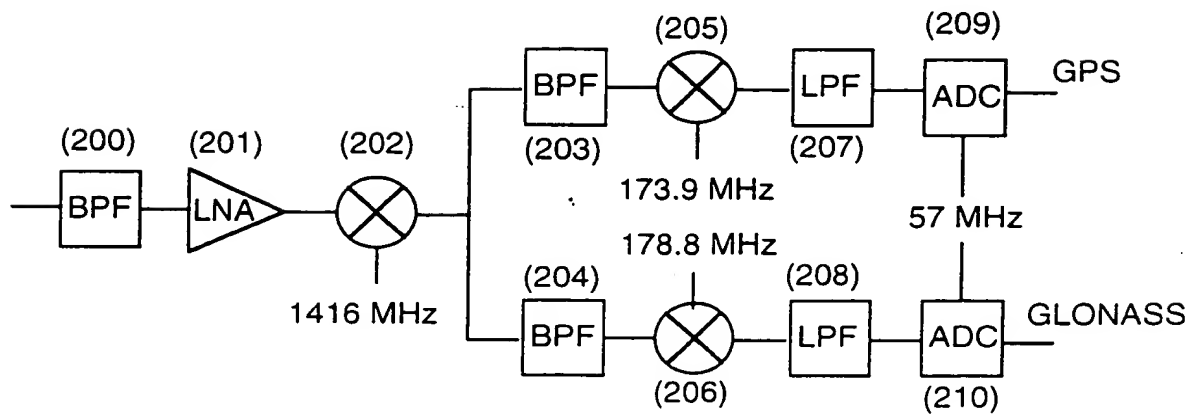 (200)
BPF
(201)
LNA
(202)
1416 MHz
(203)
BPF
(205)
173.9 MHz
LPF
(207)
(209)
ADC
GPS
57 MHz
(204)
BPF
178.8 MHz
(206)
(208)
LPF
ADC
(210)
GLONASS